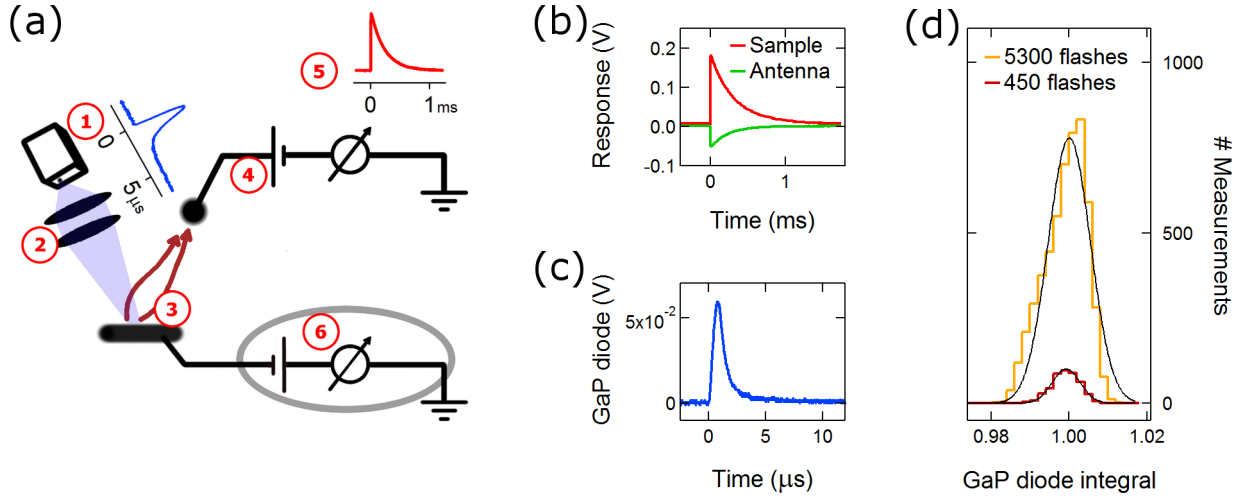 (a)
1
0
5 μs
2
3
4
5
0 1 ms
6
(b)
Response (V)
0.2
0.1
0.0
-0.1
Sample
Antenna
0 1
Time (ms)
(c)
GaP diode (V)
5x10-2
0
0 5 10
Time (μs)
(d)
5300 flashes
450 flashes
1000
500
0
# Measurements
0.98 1.00 1.02
GaP diode integral